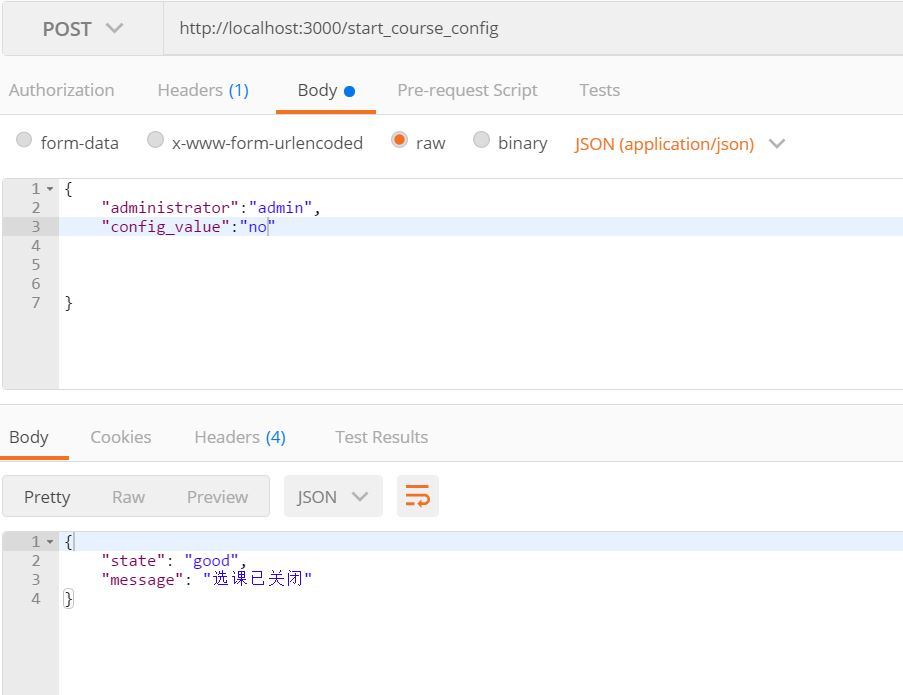 POST http://localhost:3000/start_course_config
Authorization Headers (1) Body Pre-request Script Tests
form-data x-www-form-urlencoded raw binary JSON (application/json)
1 {
2 "administrator":"admin",
3 "config_value":"no"
4
5
6
7 }
Body Cookies Headers (4) Test Results
Pretty Raw Preview JSON
1 {
2 "state": "good",
3 "message": "选课已关闭"
4 }